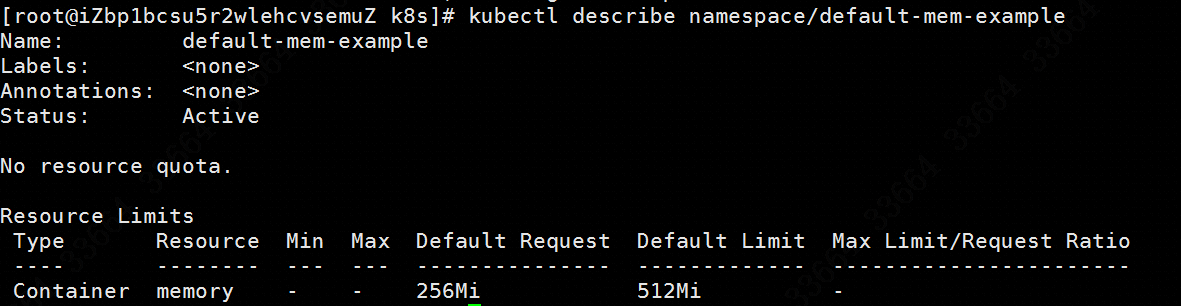 [root@iZbp1bcsu5r2wlehcvsemuZ k8s]# kubectl describe namespace/default-mem-example
Name:         default-mem-example
Labels:       <none>
Annotations:  <none>
Status:       Active
No resource quota.
Resource Limits
 Type       Resource  Min  Max  Default Request  Default Limit  Max Limit/Request Ratio
 ----       --------  ---  ---  ---------------  -------------  -----------------------
 Container  memory    -    -    256Mi            512Mi          -